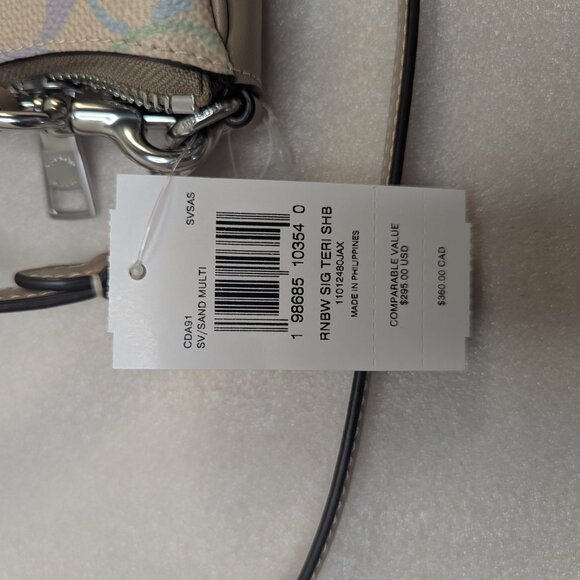 CDA91
SV/SAND MULTI
SVSAS
1 98685 10354 0
RNBW SIG TERI SHB
11012480JAX
MADE IN PHILIPPINES
COMPARABLE VALUE
$295.00 USD
$360.00 CAD